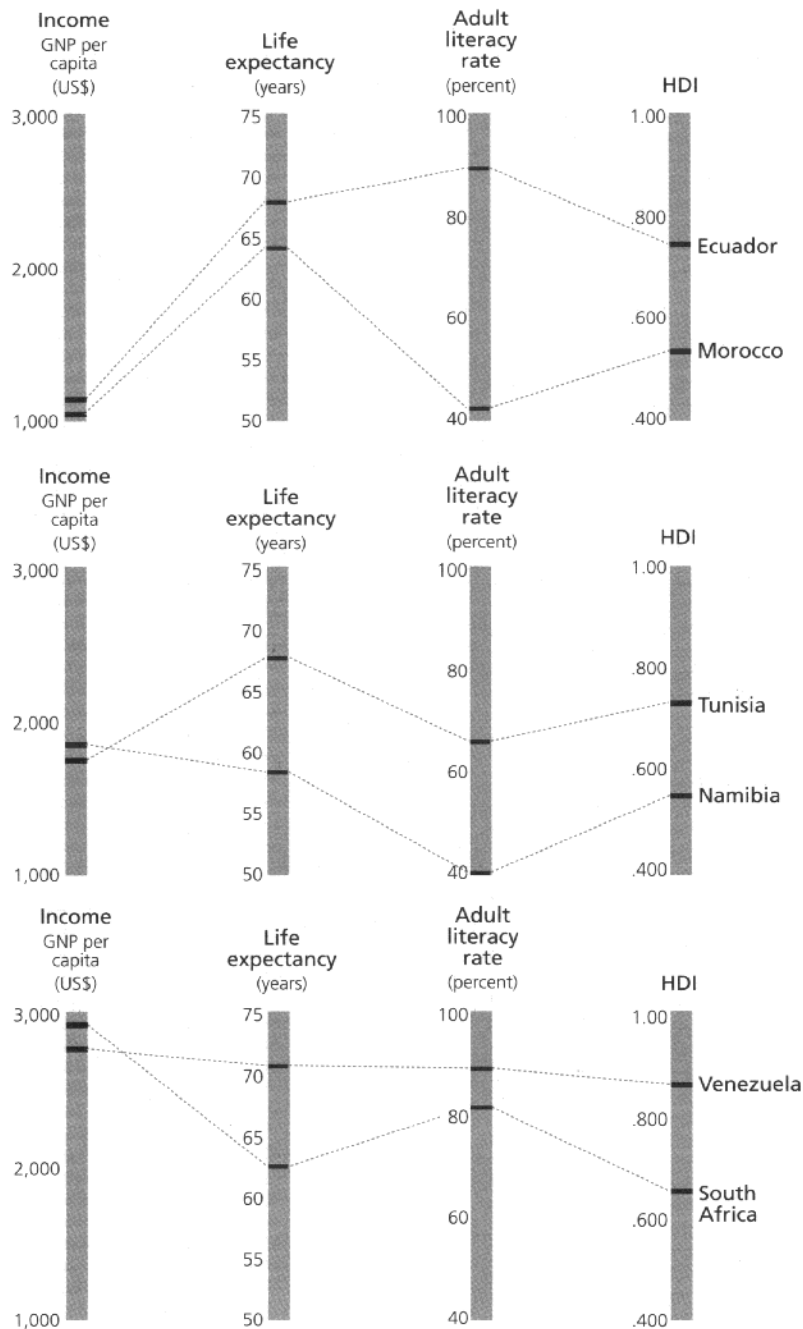 Income
GNP per
capita
(US$)
Life
expectancy
(years)
Adult
literacy
rate
(percent)
HDI
3,000
2,000
1,000
75
70
65
60
55
50
100
80
60
40
1.00
.800
.600
.400
Ecuador
Morocco
Income
GNP per
capita
(US$)
Life
expectancy
(years)
Adult
literacy
rate
(percent)
HDI
3,000
2,000
1,000
75
70
65
60
55
50
100
80
60
40
1.00
.800
.600
.400
Tunisia
Namibia
Income
GNP per
capita
(US$)
Life
expectancy
(years)
Adult
literacy
rate
(percent)
HDI
3,000
2,000
1,000
75
70
65
60
55
50
100
80
60
40
1.00
.800
.600
.400
Venezuela
South
Africa